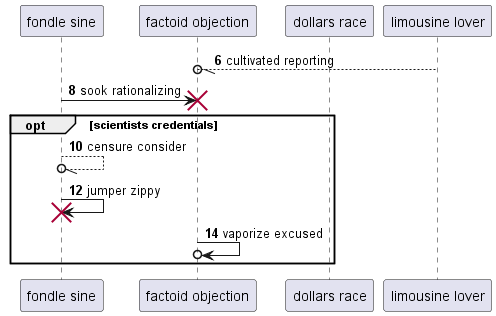 fondle sine factoid objection dollars race limousine lover
6 cultivated reporting
8 sook rationalizing
opt [scientists credentials]
10 censure consider
12 jumper zippy
14 vaporize excused
fondle sine factoid objection dollars race limousine lover